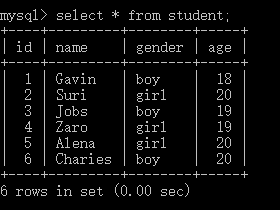 mysql> select * from student;
+----+---------+--------+-----+
| id | name | gender | age |
+----+---------+--------+-----+
| 1 | Gavin | boy | 18 |
| 2 | Suri | girl | 20 |
| 3 | Jobs | boy | 19 |
| 4 | Zaro | girl | 19 |
| 5 | Alena | girl | 20 |
| 6 | Charies | boy | 20 |
+----+---------+--------+-----+
6 rows in set (0.00 sec)